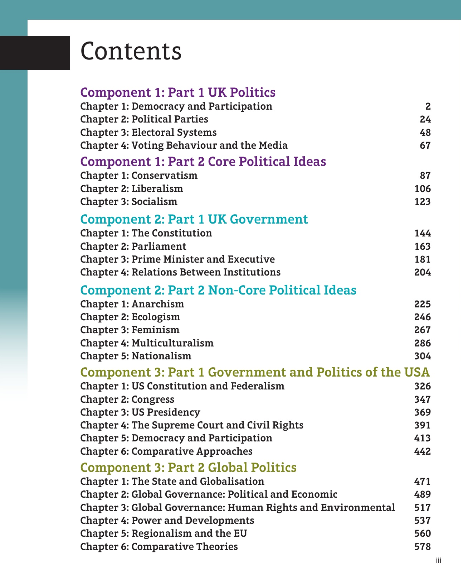 Contents
Component 1: Part 1 UK Politics
Chapter 1: Democracy and Participation 2
Chapter 2: Political Parties 24
Chapter 3: Electoral Systems 48
Chapter 4: Voting Behaviour and the Media 67
Component 1: Part 2 Core Political Ideas
Chapter 1: Conservatism 87
Chapter 2: Liberalism 106
Chapter 3: Socialism 123
Component 2: Part 1 UK Government
Chapter 1: The Constitution 144
Chapter 2: Parliament 163
Chapter 3: Prime Minister and Executive 181
Chapter 4: Relations Between Institutions 204
Component 2: Part 2 Non-Core Political Ideas
Chapter 1: Anarchism 225
Chapter 2: Ecologism 246
Chapter 3: Feminism 267
Chapter 4: Multiculturalism 286
Chapter 5: Nationalism 304
Component 3: Part 1 Government and Politics of the USA
Chapter 1: US Constitution and Federalism 326
Chapter 2: Congress 347
Chapter 3: US Presidency 369
Chapter 4: The Supreme Court and Civil Rights 391
Chapter 5: Democracy and Participation 413
Chapter 6: Comparative Approaches 442
Component 3: Part 2 Global Politics
Chapter 1: The State and Globalisation 471
Chapter 2: Global Governance: Political and Economic 489
Chapter 3: Global Governance: Human Rights and Environmental 517
Chapter 4: Power and Developments 537
Chapter 5: Regionalism and the EU 560
Chapter 6: Comparative Theories 578
iii